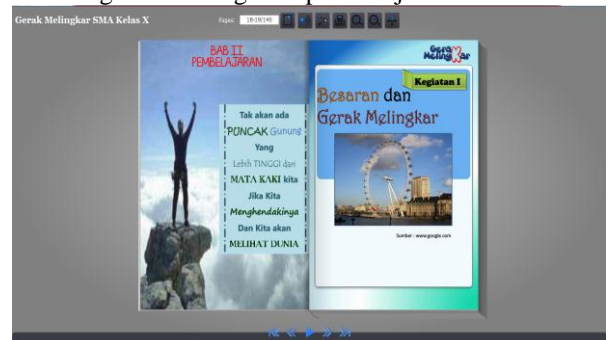 Gerak Melingkar SMA Kelas X
Pages: 18-19/146
BAB II
PEMBELAJARAN
Tak akan ada
PUNCAK Gunung
Yang
Lebih TINGGI dari
MATA KAKI kita
Jika Kita
Menghendakinya
Dan Kita akan
MELIHAT DUNIA
Gerak
Melingkar
Kegiatan I
Besaran dan
Gerak Melingkar
Sumber : www.google.com